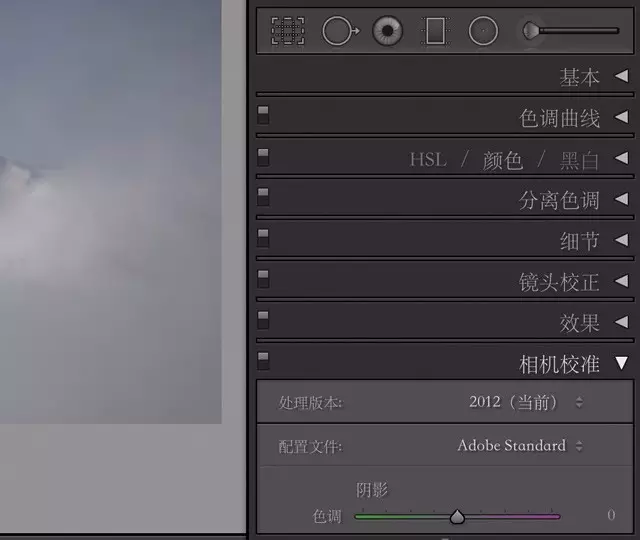 基本
色调曲线
HSL / 颜色 / 黑白
分离色调
细节
镜头校正
效果
相机校准
处理版本: 2012（当前）
配置文件: Adobe Standard
阴影
色调 0